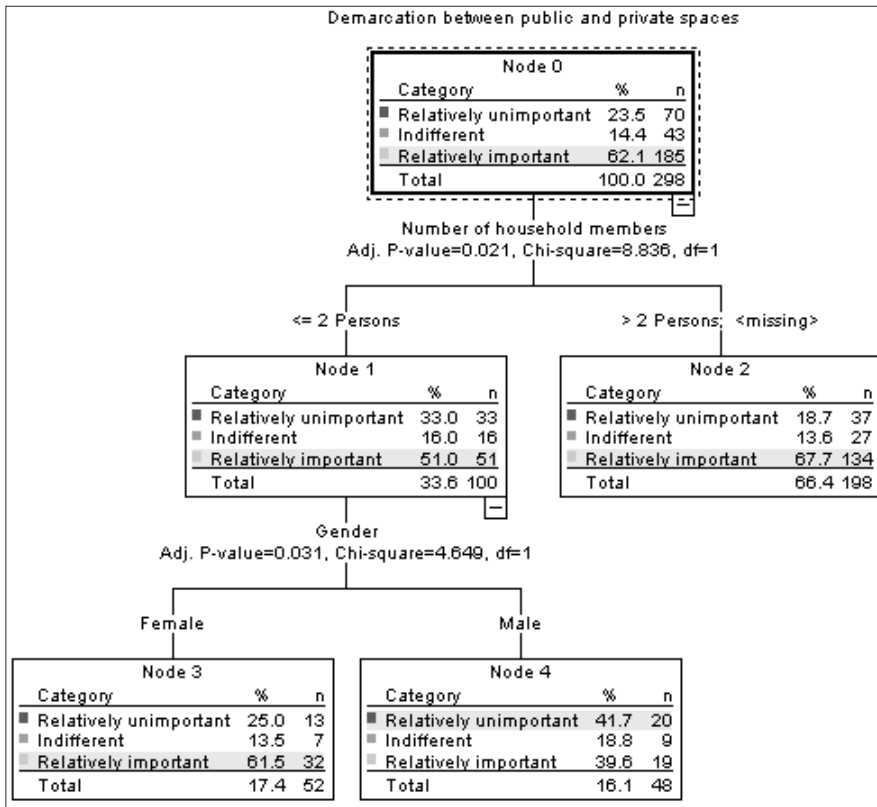 Demarcation between public and private spaces
Node 0
Category % n
Relatively unimportant 23.5 70
Indifferent 14.4 43
Relatively important 62.1 185
Total 100.0 298
Number of household members
Adj. P-value=0.021, Chi-square=8.836, df=1
<= 2 Persons
> 2 Persons; <missing>
Node 1
Category % n
Relatively unimportant 33.0 33
Indifferent 16.0 16
Relatively important 51.0 51
Total 33.6 100
Node 2
Category % n
Relatively unimportant 18.7 37
Indifferent 13.6 27
Relatively important 67.7 134
Total 66.4 198
Gender
Adj. P-value=0.031, Chi-square=4.649, df=1
Female
Male
Node 3
Category % n
Relatively unimportant 25.0 13
Indifferent 13.5 7
Relatively important 61.5 32
Total 17.4 52
Node 4
Category % n
Relatively unimportant 41.7 20
Indifferent 18.8 9
Relatively important 39.6 19
Total 16.1 48